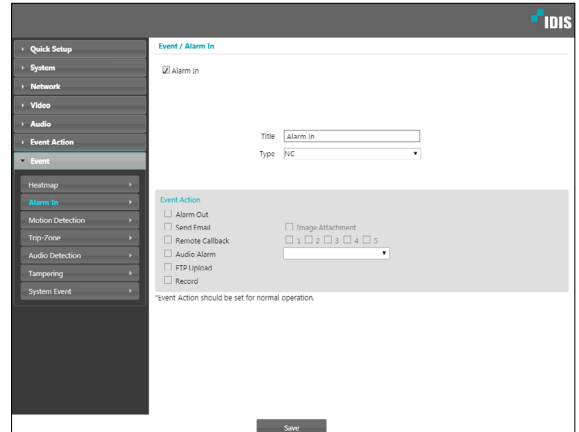 IDIS
Quick Setup
System
Network
Video
Audio
Event Action
Event
Heatmap
Alarm In
Motion Detection
Trip-Zone
Audio Detection
Tampering
System Event
Event / Alarm In
Alarm In
Title Alarm In
Type NC
Event Action
Alarm Out
Send Email Image Attachment
Remote Callback 1 2 3 4 5
Audio Alarm
FTP Upload
Record
*Event Action should be set for normal operation.
Save